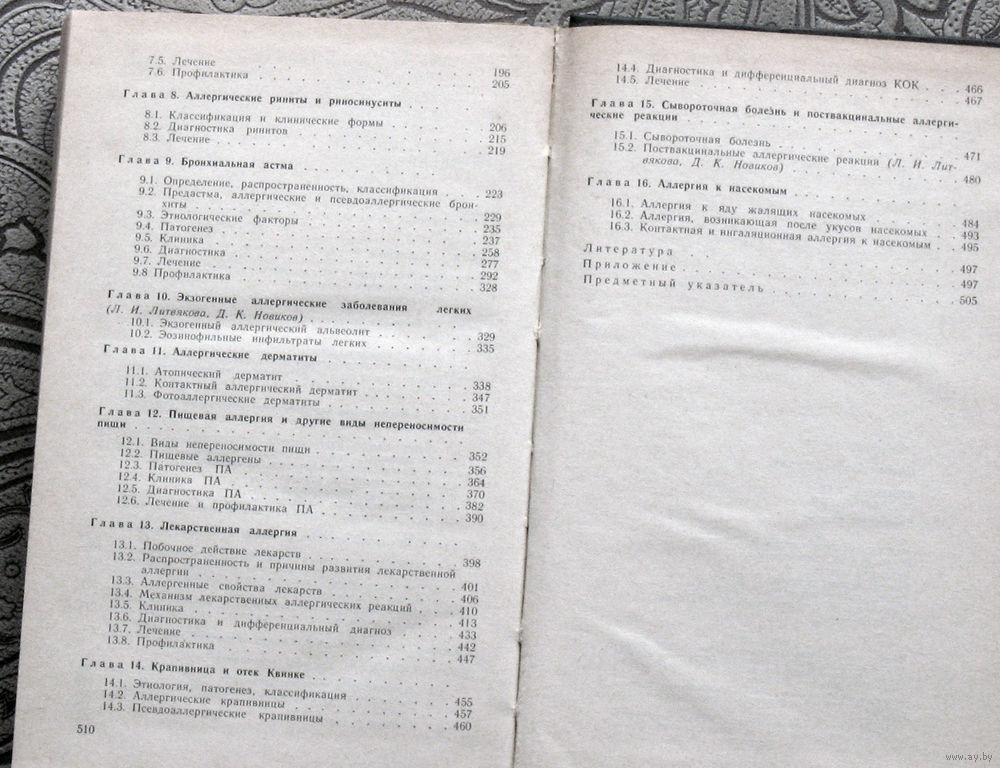 7.5. Лечение . . . . . . . . . . 196
7.6. Профилактика . . . . . . . . . . 205
Глава 8. Аллергические риниты и риносинуситы . . . .
8.1. Классификация и клинические формы . . . . 206
8.2. Диагностика ринитов . . . . . . . . 215
8.3. Лечение . . . . . . . . . . 219
Глава 9. Бронхиальная астма
9.1. Определение, распространенность, классификация . . 223
9.2. Предастма, аллергические и псевдоаллергические брон-
хиты . . . . . . . . . . 229
9.3. Этиологические факторы . . . . . . . 235
9.4. Патогенез . . . . . . . . . . 237
9.5. Клиника . . . . . . . . . . 258
9.6. Диагностика . . . . . . . . . . 277
9.7. Лечение . . . . . . . . . . 292
9.8 Профилактика . . . . . . . . . . 328
Глава 10. Экзогенные аллергические заболевания легких
(Л. И. Литвякова, Д. К. Новиков) . . . . . .
10.1. Экзогенный аллергический альвеолит . . . . 329
10.2. Эозинофильные инфильтраты легких . . . . 335
Глава 11. Аллергические дерматиты . . . . . .
11.1. Атопический дерматит . . . . . . . 338
11.2. Контактный аллергический дерматит . . . . 347
11.3. Фотоаллергические дерматиты . . . . . . 351
Глава 12. Пищевая аллергия и другие виды непереносимости
пищи . . . . . . . . . .
12.1. Виды непереносимости пищи . . . . . . 352
12.2. Пищевые аллергены . . . . . . . . 356
12.3. Патогенез ПА . . . . . . . . . . 364
12.4. Клиника ПА . . . . . . . . . . 370
12.5. Диагностика ПА . . . . . . . . . 382
12.6. Лечение и профилактика ПА . . . . . . 390
Глава 13. Лекарственная аллергия . . . . . .
13.1. Побочное действие лекарств . . . . . . 398
13.2. Распространенность и причины развития лекарственной
аллергии . . . . . . . . . . 401
13.3. Аллергенные свойства лекарств . . . . . 406
13.4. Механизм лекарственных аллергических реакций . . 410
13.5. Клиника . . . . . . . . . . 413
13.6. Диагностика и дифференциальный диагноз . . . 433
13.7. Лечение . . . . . . . . . . 442
13.8. Профилактика . . . . . . . . . . 447
Глава 14. Крапивница и отек Квинке . . . . . .
14.1. Этиология, патогенез, классификация . . . . 455
14.2. Аллергические крапивницы . . . . . . 457
14.3. Псевдоаллергические крапивницы . . . . . 460
510
14.4. Диагностика и дифференциальный диагноз КОК . . 466
14.5. Лечение . . . . . . . . . . 467
Глава 15. Сывороточная болезнь и поствакцинальные аллерги-
ческие реакции . . . . . . . . . .
15.1. Сывороточная болезнь . . . . . . . 471
15.2. Поствакцинальные аллергические реакции (Л. И. Лит-
вякова, Д. К. Новиков) . . . . . . . 480
Глава 16. Аллергия к насекомым . . . . . . .
16.1. Аллергия к яду жалящих насекомых . . . . 484
16.2. Аллергия, возникающая после укусов насекомых . . 493
16.3. Контактная и ингаляционная аллергия к насекомым . . 495
Литература . . . . . . . . . . 497
Приложение . . . . . . . . . . 497
Предметный указатель . . . . . . . . 505
www.ay.by